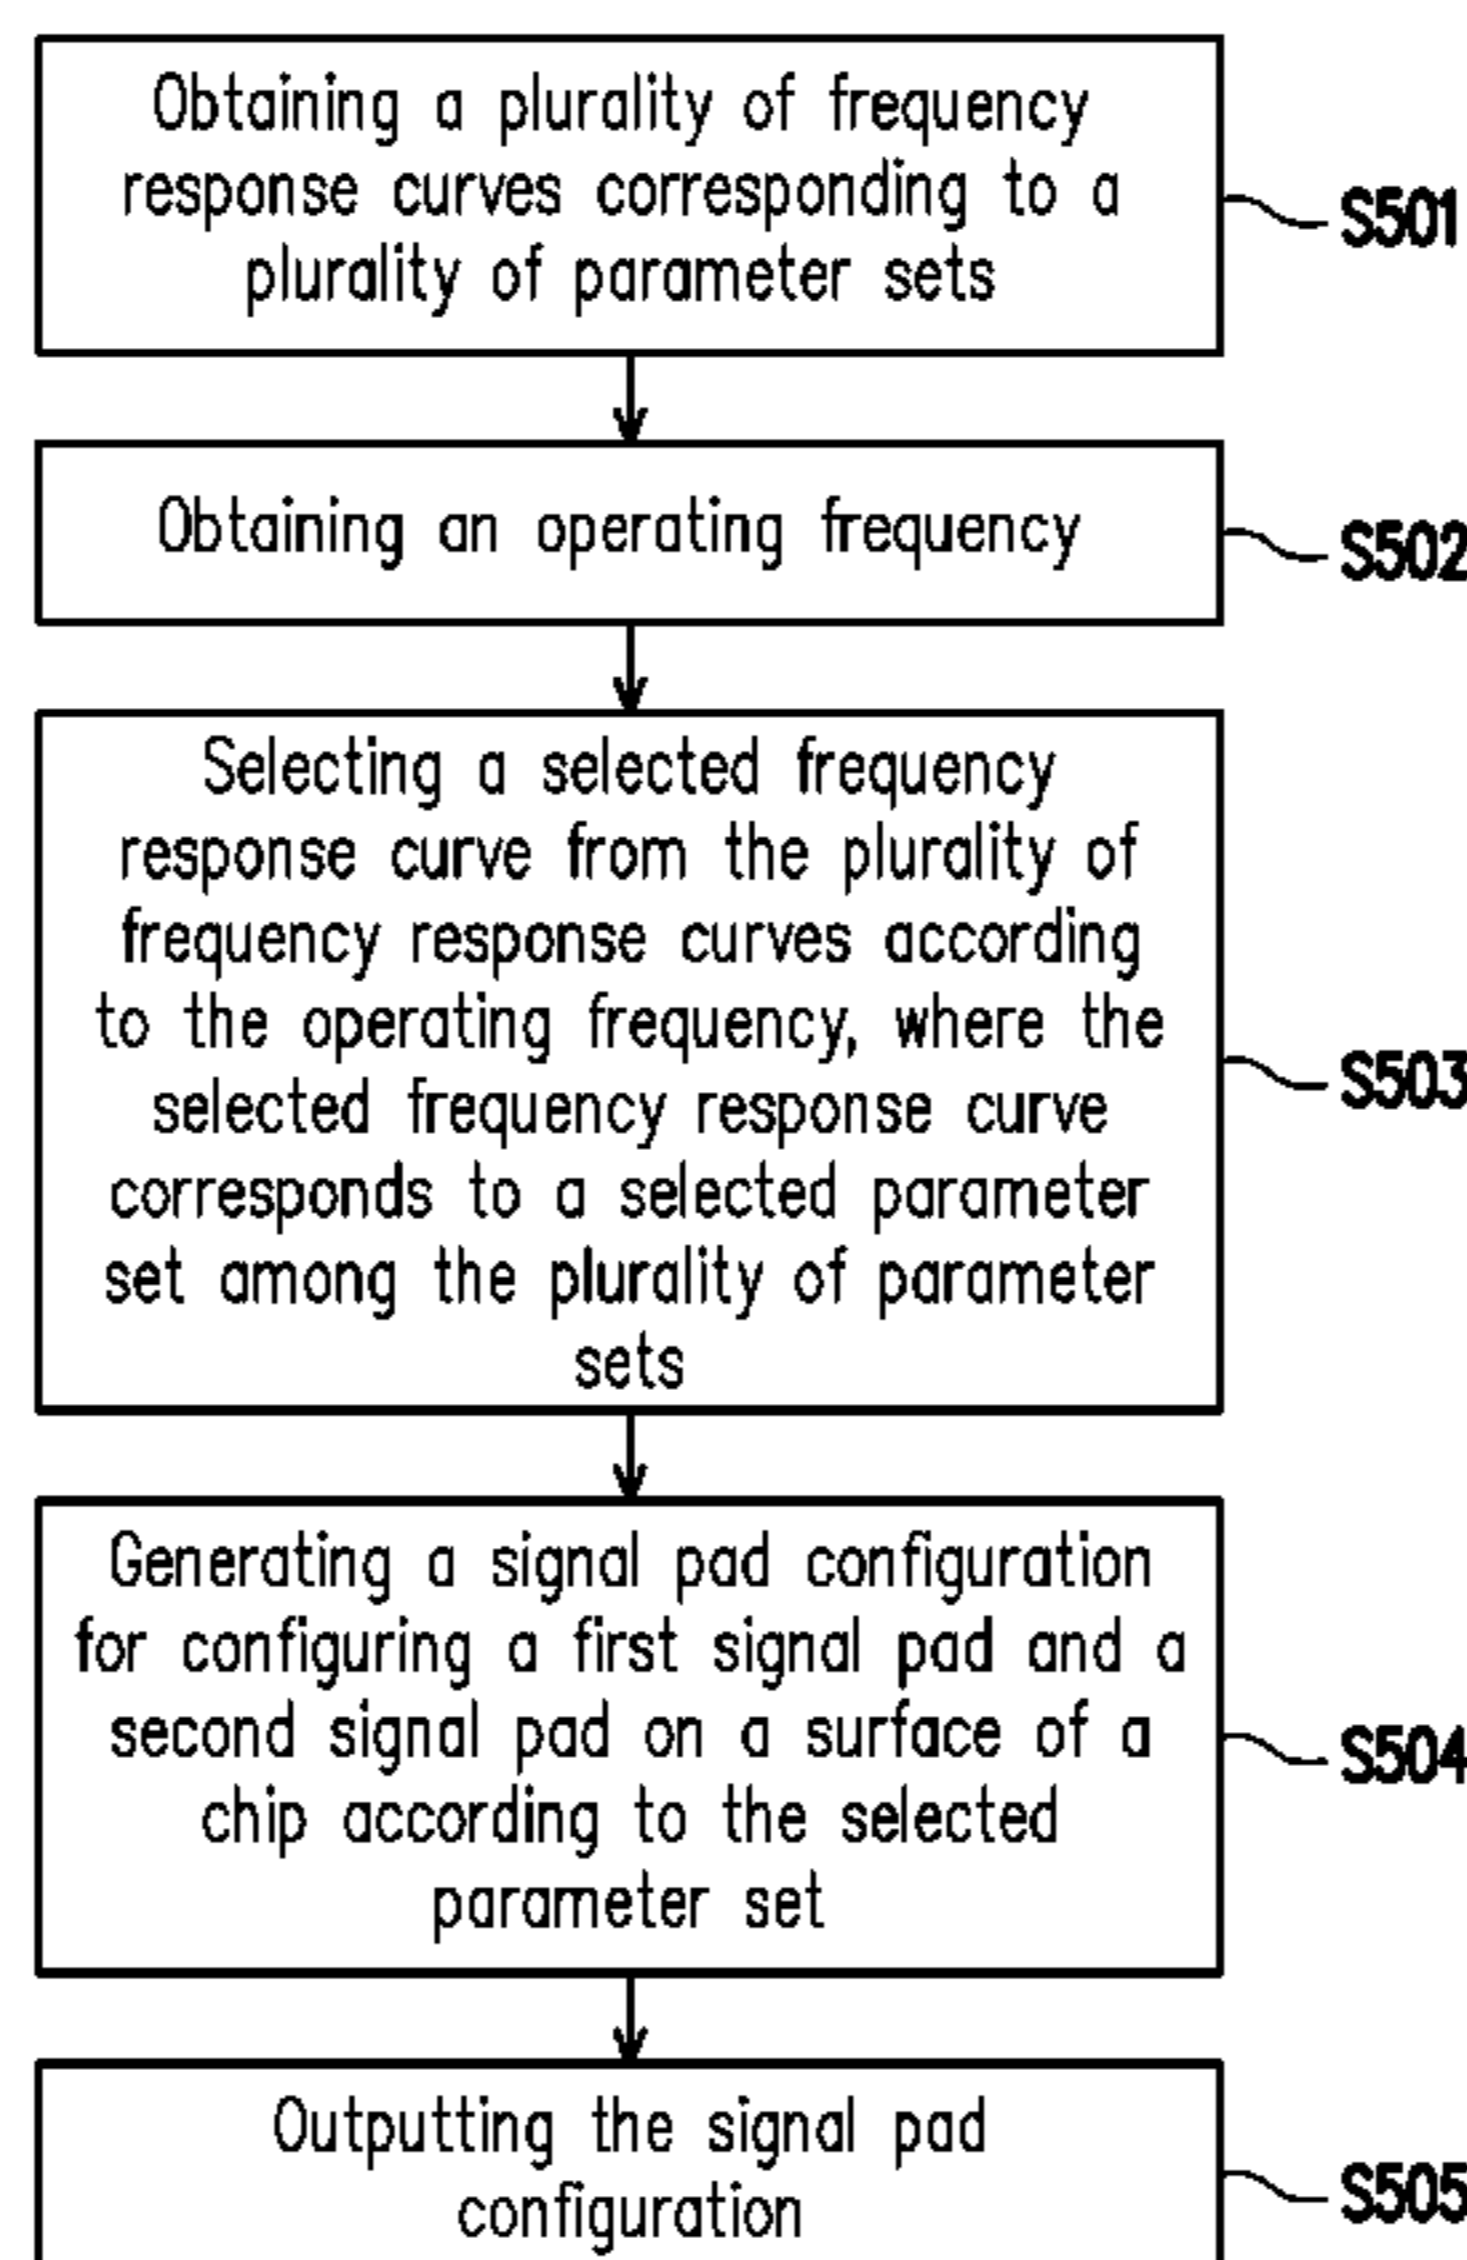 Obtaining a plurality of frequency
response curves corresponding to a
plurality of parameter sets
S501
Obtaining an operating frequency
S502
Selecting a selected frequency
response curve from the plurality of
frequency response curves according
to the operating frequency, where the
selected frequency response curve
corresponds to a selected parameter
set among the plurality of parameter
sets
S503
Generating a signal pad configuration
for configuring a first signal pad and a
second signal pad on a surface of a
chip according to the selected
parameter set
S504
Outputting the signal pad
configuration
S505